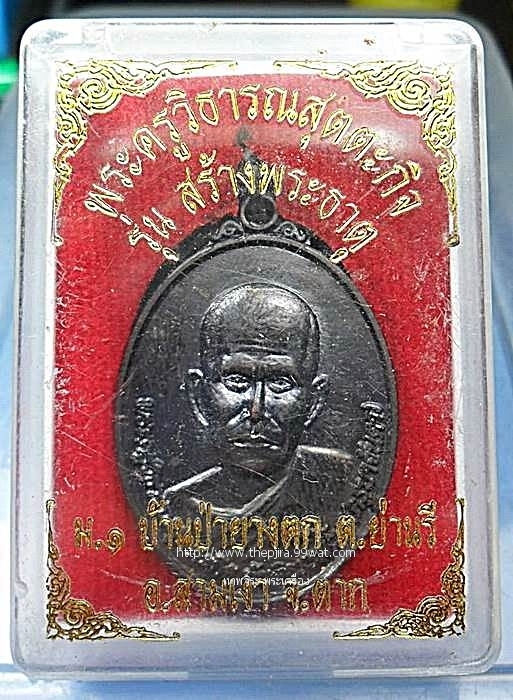 พระครูวิธารณสุตตะกิจ
รุ่น สร้างพระธาตุ
ม.๑ บ้านป่ายางตก ต.ย่านรี
http://www.thepjira.99wat.com/
อ.สามเงา จ.ตาก